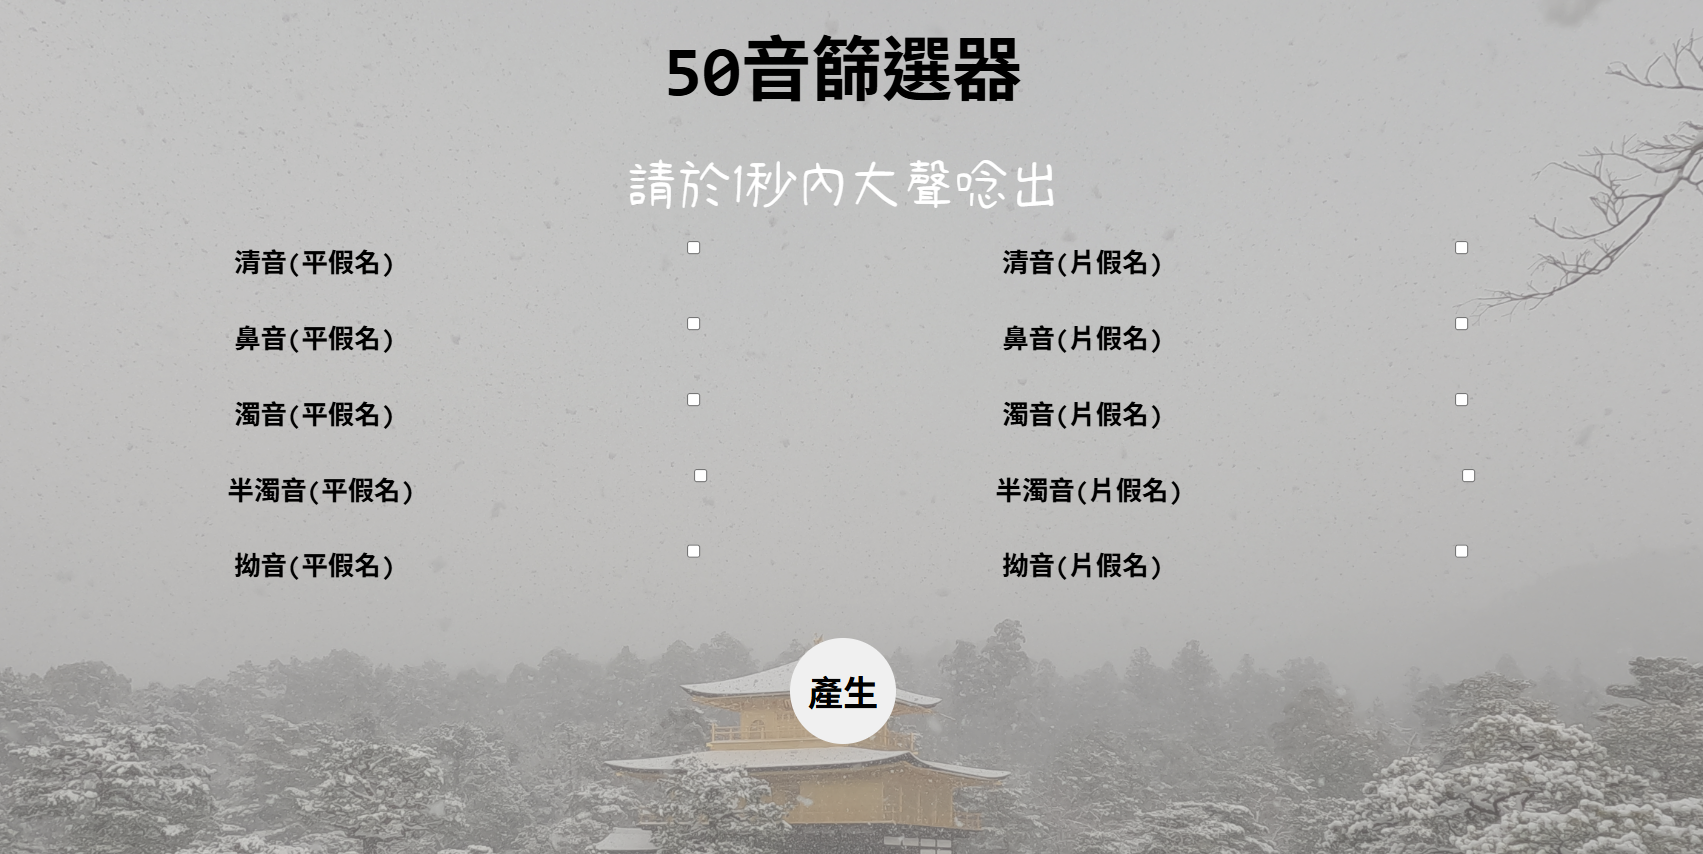 50音篩選器
請於1秒內大聲唸出
清音(平假名) 清音(片假名)
鼻音(平假名) 鼻音(片假名)
濁音(平假名) 濁音(片假名)
半濁音(平假名) 半濁音(片假名)
拗音(平假名) 拗音(片假名)
產生